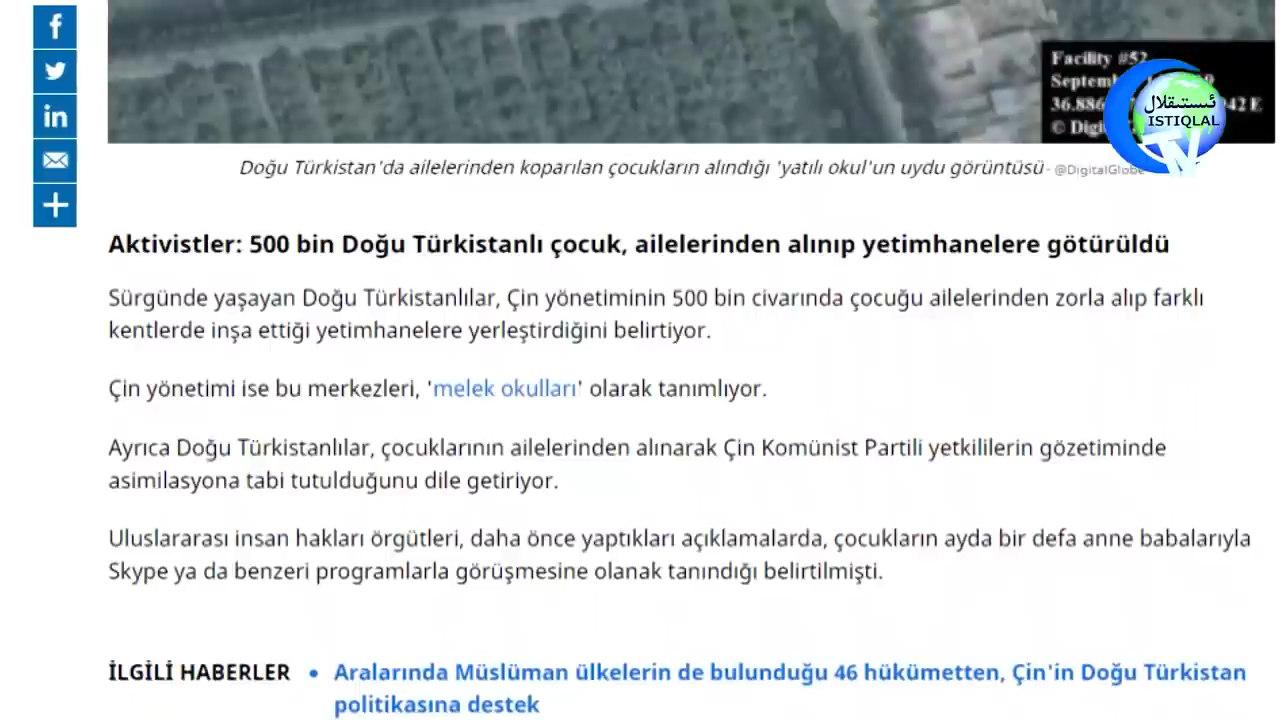 Facility #52
36.886
42 E
ئىستىقلال
ISTIQLAL
TV
Doğu Türkistan'da ailelerinden koparılan çocukların alındığı 'yatılı okul'un uydu görüntüsü - @DigitalGlobe
Aktivistler: 500 bin Doğu Türkistanlı çocuk, ailelerinden alınıp yetimhanelere götürüldü
Sürgünde yaşayan Doğu Türkistanlılar, Çin yönetiminin 500 bin civarında çocuğu ailelerinden zorla alıp farklı
kentlerde inşa ettiği yetimhanelere yerleştirdiğini belirtiyor.
Çin yönetimi ise bu merkezleri, 'melek okulları' olarak tanımlıyor.
Ayrıca Doğu Türkistanlılar, çocuklarının ailelerinden alınarak Çin Komünist Partili yetkililerin gözetiminde
asimilasyona tabi tutulduğunu dile getiriyor.
Uluslararası insan hakları örgütleri, daha önce yaptıkları açıklamalarda, çocukların ayda bir defa anne babalarıyla
Skype ya da benzeri programlarla görüşmesine olanak tanındığı belirtilmişti.
İLGİLİ HABERLER • Aralarında Müslüman ülkelerin de bulunduğu 46 hükümetten, Çin'in Doğu Türkistan
politikasına destek